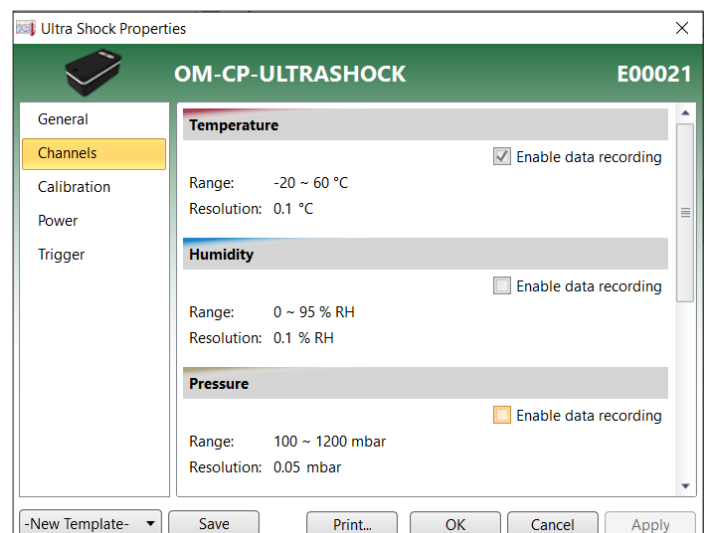 Ultra Shock Properties
OM-CP-ULTRASHOCK E00021
General
Channels
Calibration
Power
Trigger
Temperature
Enable data recording
Range: -20 ~ 60 °C
Resolution: 0.1 °C
Humidity
Enable data recording
Range: 0 ~ 95 % RH
Resolution: 0.1 % RH
Pressure
Enable data recording
Range: 100 ~ 1200 mbar
Resolution: 0.05 mbar
-New Template- Save Print... OK Cancel Apply